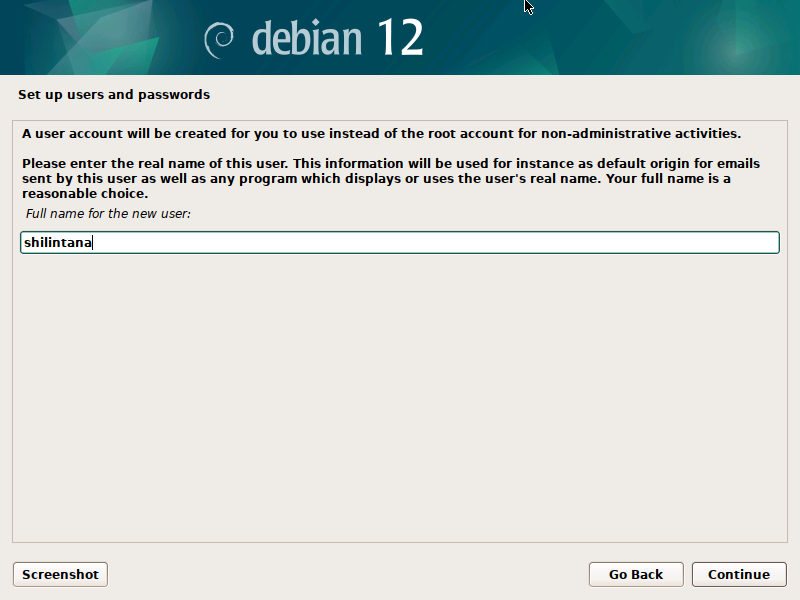 debian 12
Set up users and passwords
A user account will be created for you to use instead of the root account for non-administrative activities.
Please enter the real name of this user. This information will be used for instance as default origin for emails
sent by this user as well as any program which displays or uses the user's real name. Your full name is a
reasonable choice.
Full name for the new user:
shilintana
Screenshot
Go Back
Continue